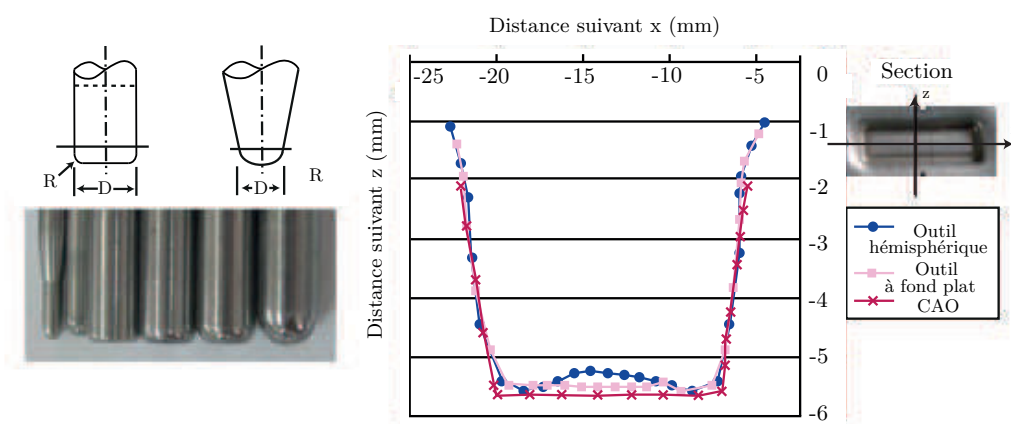 Distance suivant x (mm)
-25 -20 -15 -10 -5 0
-1
-2
-3
-4
-5
-6
Distance suivant z (mm)
R
D
D
R
Section
z
Outil
hémisphérique
Outil
à fond plat
CAO